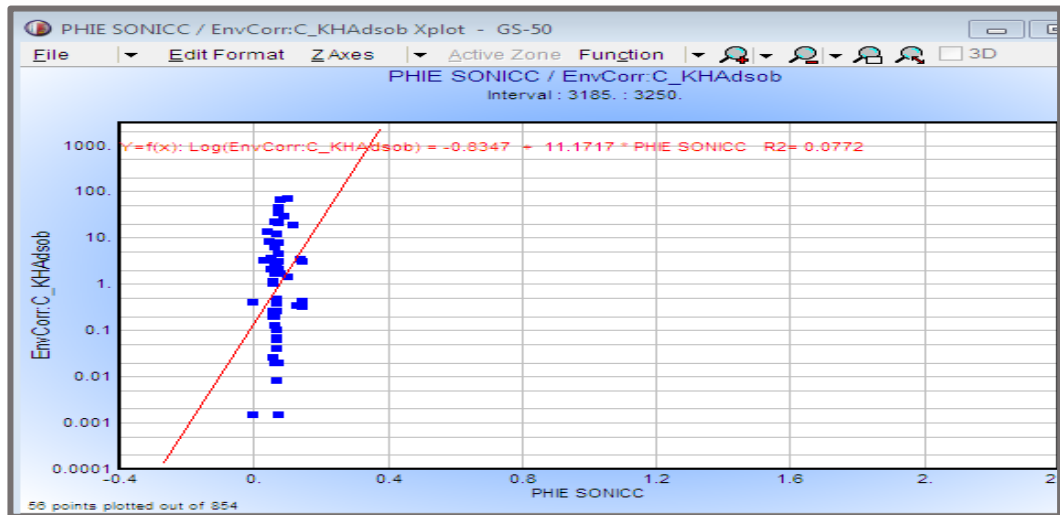 PHIE SONICC / EnvCorr:C_KHAdsob Xplot - GS-50
File Edit Format Z Axes Active Zone Function 3D
PHIE SONICC / EnvCorr:C_KHAdsob
Interval : 3185. : 3250.
Y=f(x): Log(EnvCorr:C_KHAdsob) = -0.8347 + 11.1717 * PHIE SONICC R2= 0.0772
1000.
100.
10.
1.
0.1
0.01
0.001
0.0001
EnvCorr:C_KHAdsob
-0.4 0. 0.4 0.8 1.2 1.6 2. 2
PHIE SONICC
56 points plotted out of 854